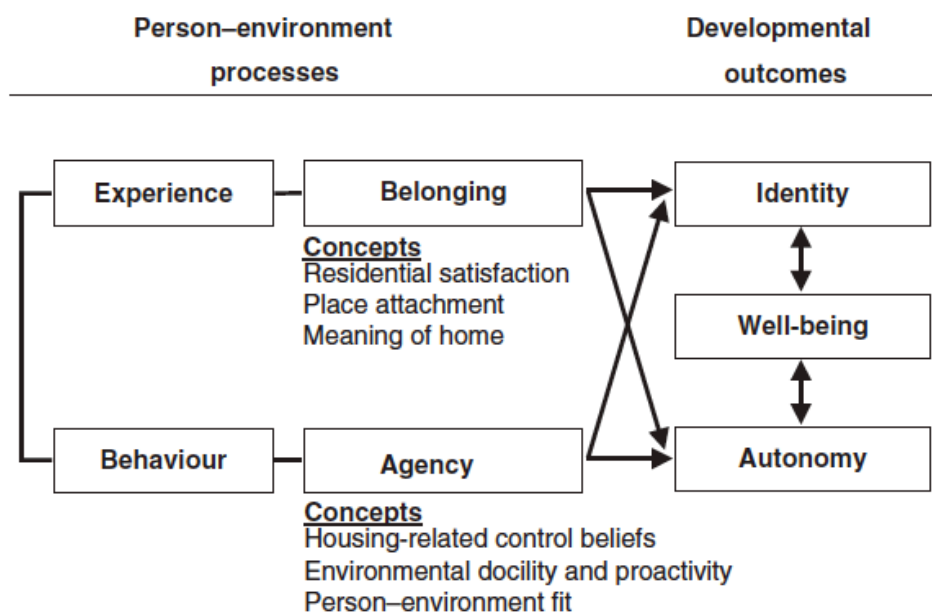 Person–environment
processes
Developmental
outcomes
Experience
Belonging
Identity
Concepts
Residential satisfaction
Place attachment
Meaning of home
Well-being
Behaviour
Agency
Autonomy
Concepts
Housing-related control beliefs
Environmental docility and proactivity
Person–environment fit